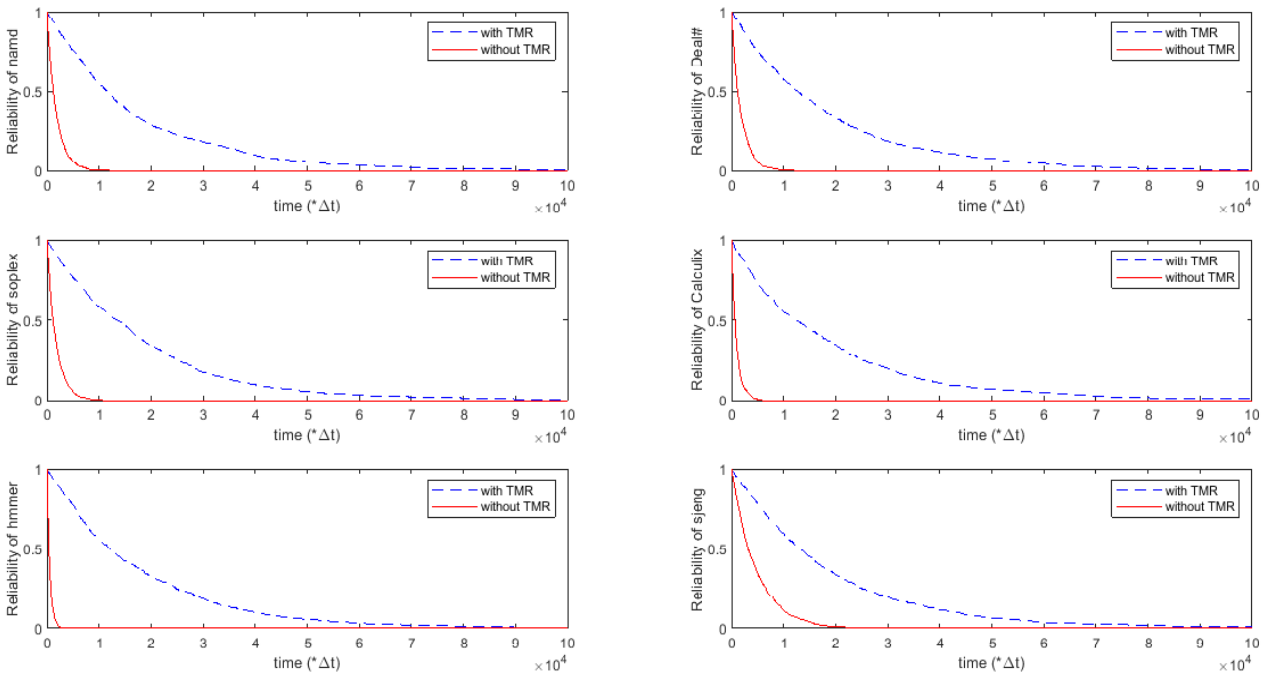 Reliability of namd
1
0.5
0
with TMR
without TMR
0 1 2 3 4 5 6 7 8 9 10
time (*Δt)
×10^4
Reliability of Deal#
1
0.5
0
with TMR
without TMR
0 1 2 3 4 5 6 7 8 9 10
time (*Δt)
×10^4
Reliability of soplex
1
0.5
0
with TMR
without TMR
0 1 2 3 4 5 6 7 8 9 10
time (*Δt)
×10^4
Reliability of Calculix
1
0.5
0
with TMR
without TMR
0 1 2 3 4 5 6 7 8 9 10
time (*Δt)
×10^4
Reliability of hmmer
1
0.5
0
with TMR
without TMR
0 1 2 3 4 5 6 7 8 9 10
time (*Δt)
×10^4
Reliability of sjeng
1
0.5
0
with TMR
without TMR
0 1 2 3 4 5 6 7 8 9 10
time (*Δt)
×10^4